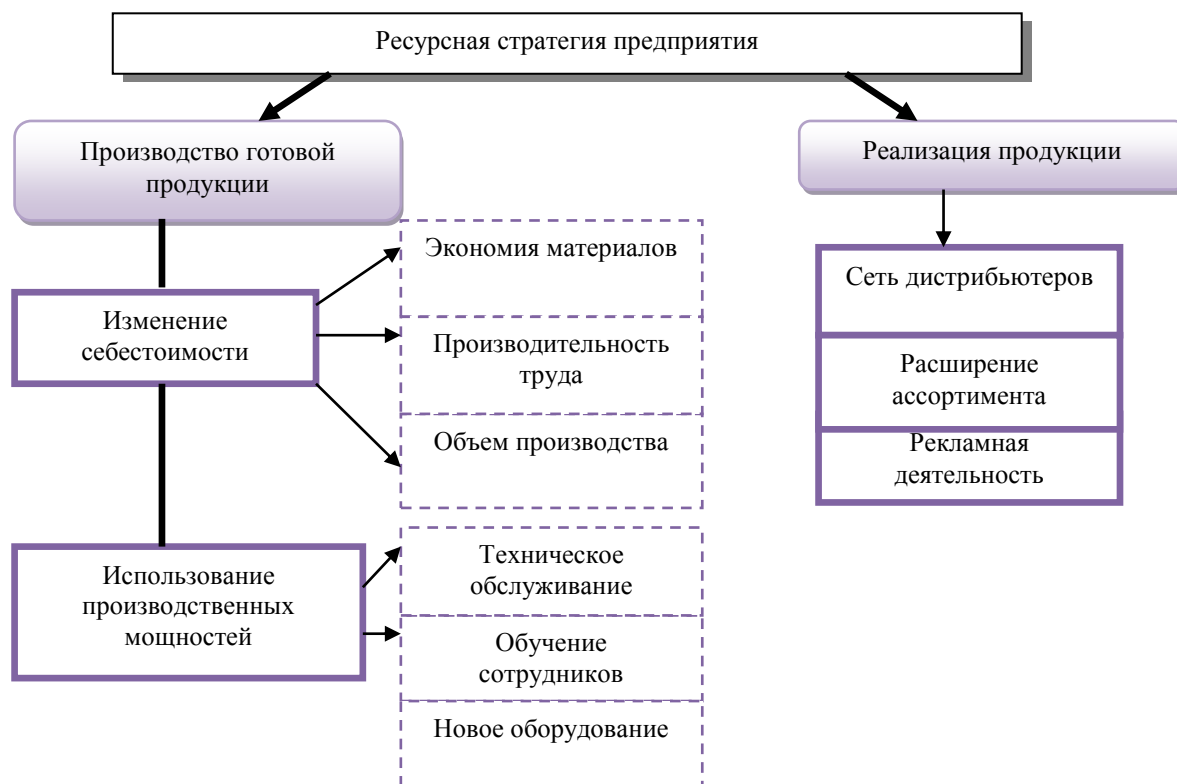 Ресурсная стратегия предприятия
Производство готовой
продукции
Реализация продукции
Экономия материалов
Сеть дистрибьютеров
Изменение
себестоимости
Производительность
труда
Расширение
ассортимента
Объем производства
Рекламная
деятельность
Использование
производственных
мощностей
Техническое
обслуживание
Обучение
сотрудников
Новое оборудование